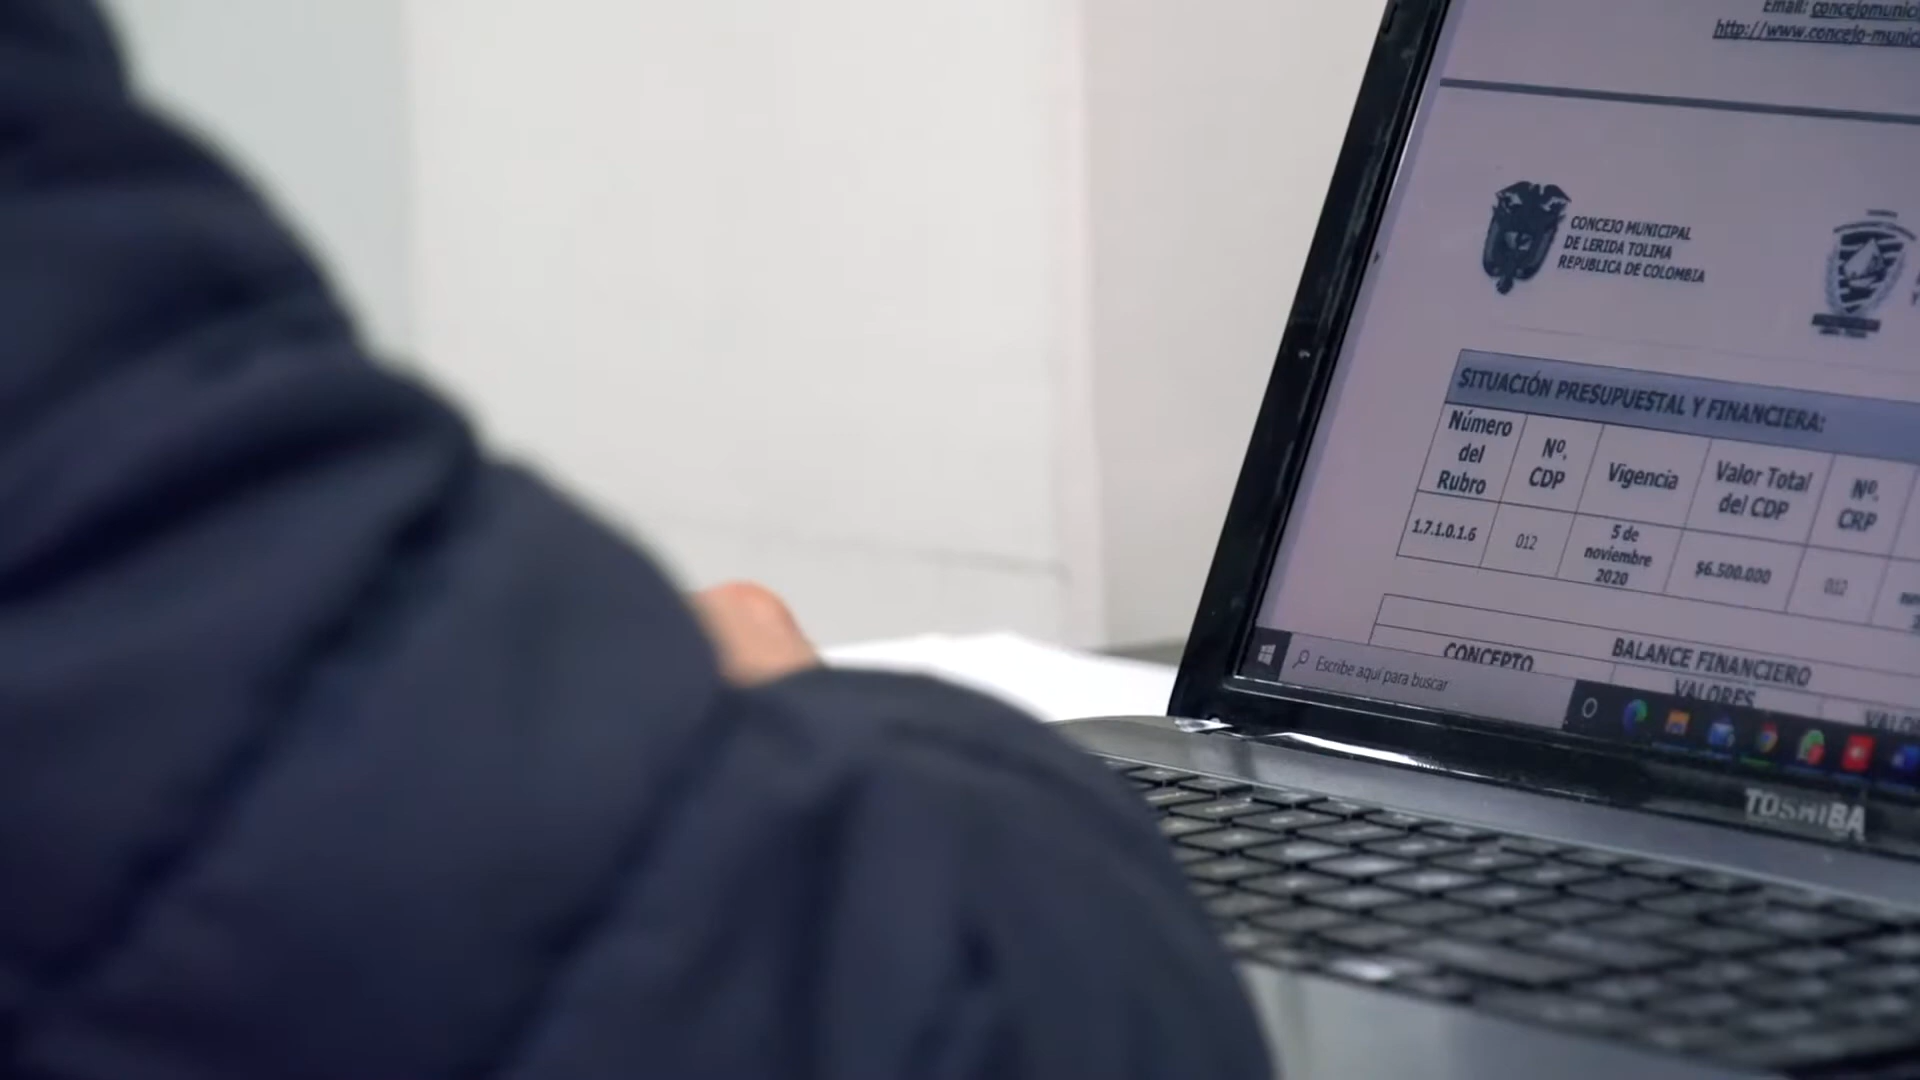 Email: concejomunic
http://www.concejo-munic
CONCEJO MUNICIPAL
DE LERIDA TOLIMA
REPUBLICA DE COLOMBIA
SITUACIÓN PRESUPUESTAL Y FINANCIERA:
Número del Rubro
Nº. CDP
Vigencia
Valor Total del CDP
Nº. CRP
1.7.1.0.1.6
012
5 de noviembre 2020
$6.500.000
012
BALANCE FINANCIERO
CONCEPTO
VALORES
Escribe aquí para buscar
TOSHIBA